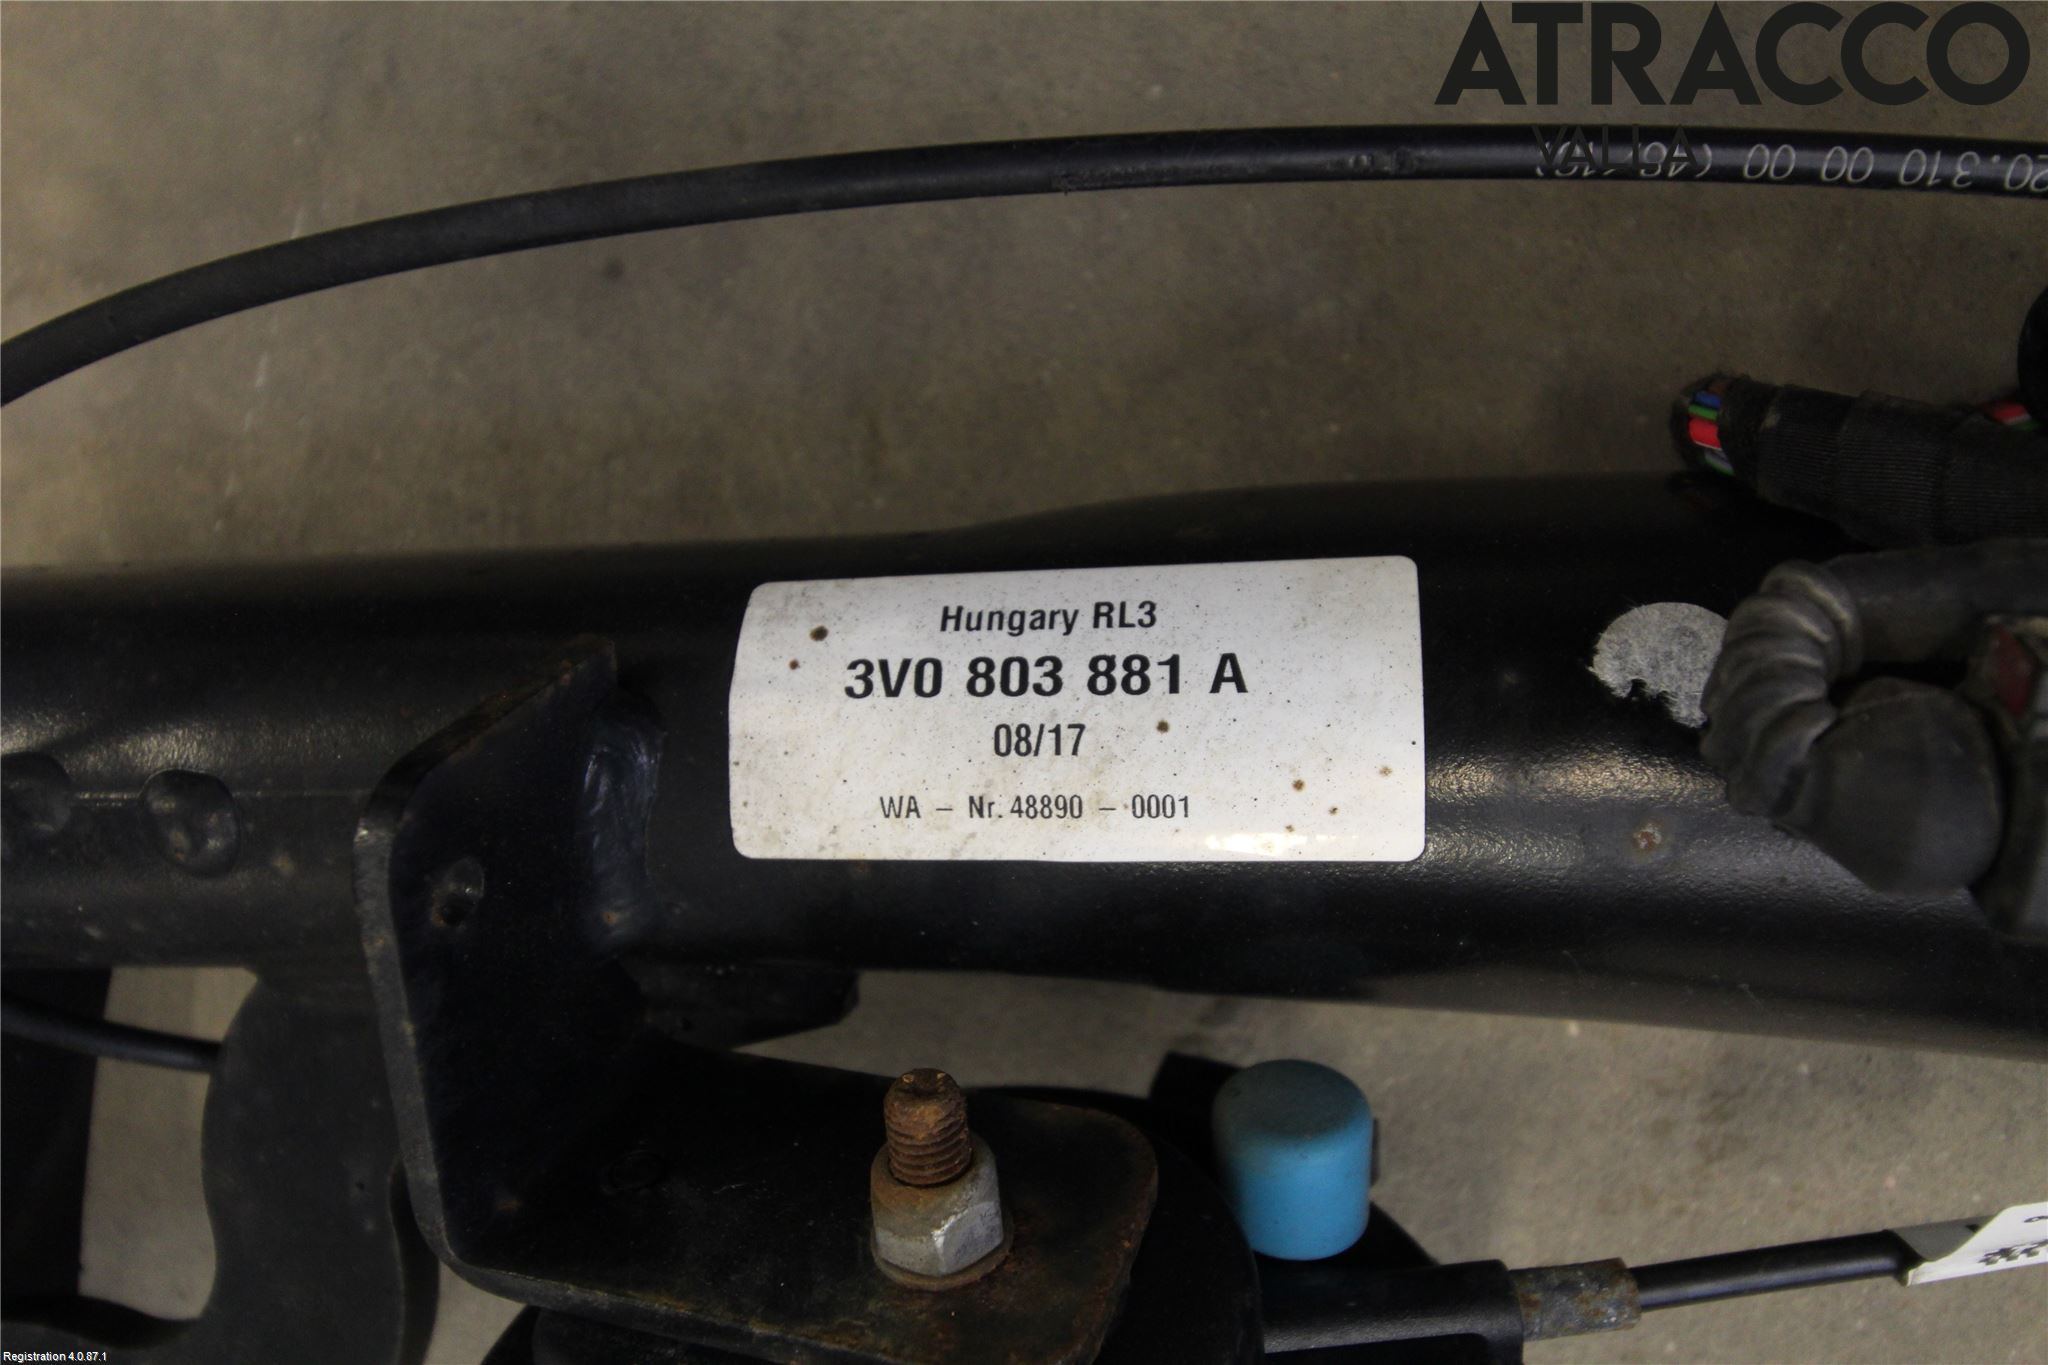 ATRACCO
VALLA
20.310 00 00
Hungary RL3
3V0 803 881 A
08/17
WA – Nr. 48890 – 0001
Registration 4.0.87.1